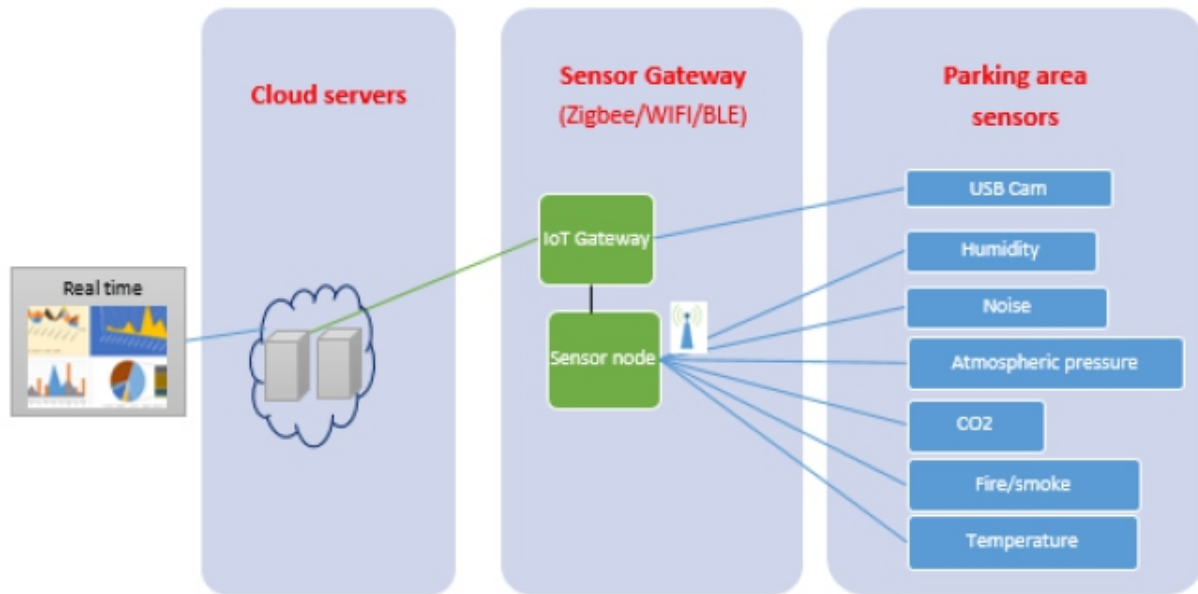 Cloud servers
Sensor Gateway
(Zigbee/WIFI/BLE)
Parking area
sensors
USB Cam
IoT Gateway
Humidity
Real time
Noise
Sensor node
Atmospheric pressure
CO2
Fire/smoke
Temperature